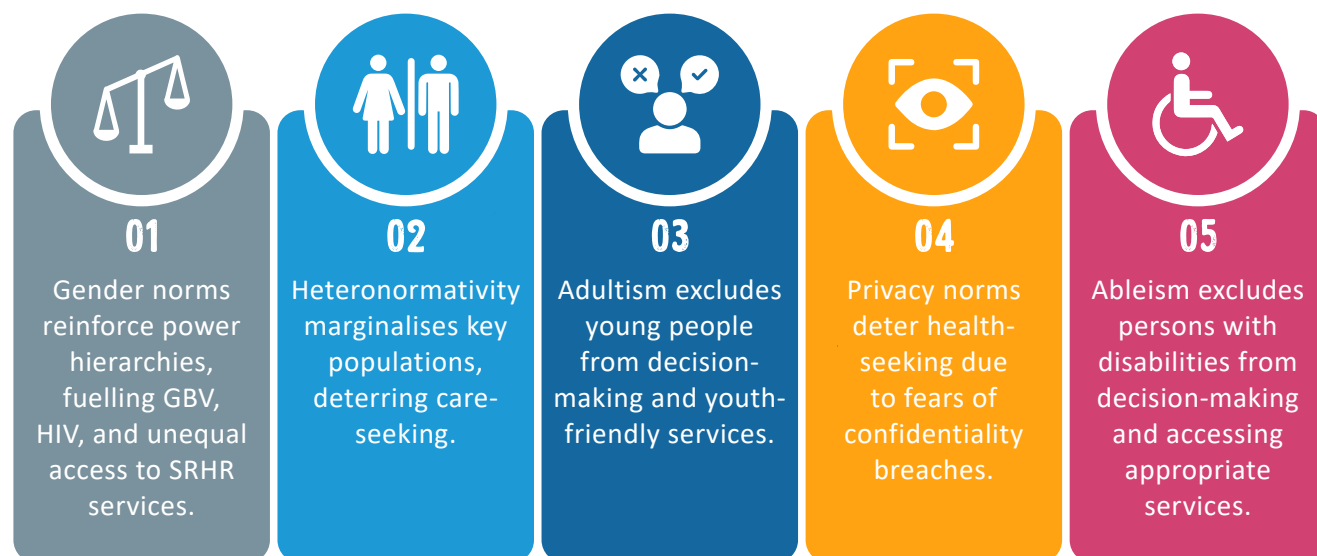 01
Gender norms
reinforce power
hierarchies,
fuelling GBV,
HIV, and unequal
access to SRHR
services.
02
Heteronormativity
marginalises key
populations,
deterring care-
seeking.
03
Adultism excludes
young people
from decision-
making and youth-
friendly services.
04
Privacy norms
deter health-
seeking due
to fears of
confidentiality
breaches.
05
Ableism excludes
persons with
disabilities from
decision-making
and accessing
appropriate
services.